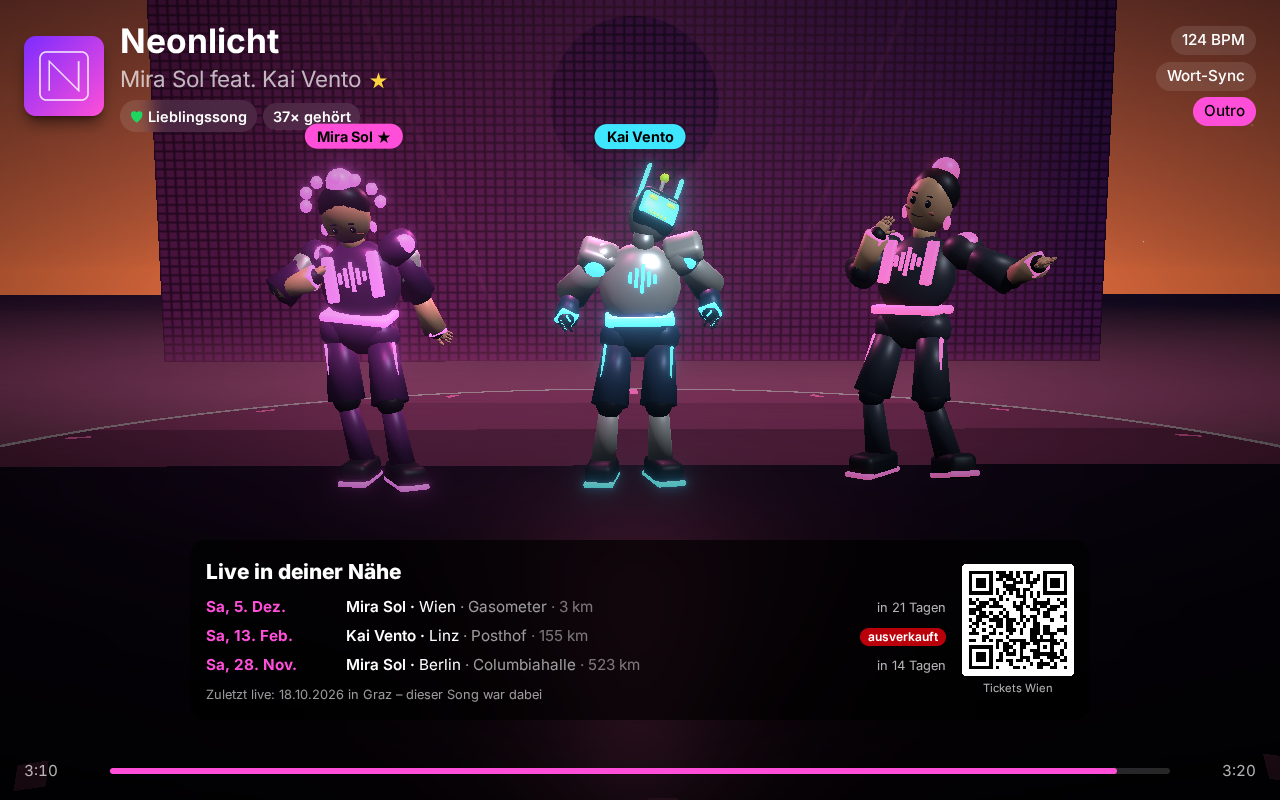 Neonlicht
Mira Sol feat. Kai Vento ★
Lieblingssong
37× gehört
124 BPM
Wort-Sync
Outro
Mira Sol ★
Kai Vento
Live in deiner Nähe
Sa, 5. Dez. Mira Sol · Wien · Gasometer · 3 km in 21 Tagen
Sa, 13. Feb. Kai Vento · Linz · Posthof · 155 km ausverkauft
Sa, 28. Nov. Mira Sol · Berlin · Columbiahalle · 523 km in 14 Tagen
Zuletzt live: 18.10.2026 in Graz – dieser Song war dabei
Tickets Wien
3:10
3:20